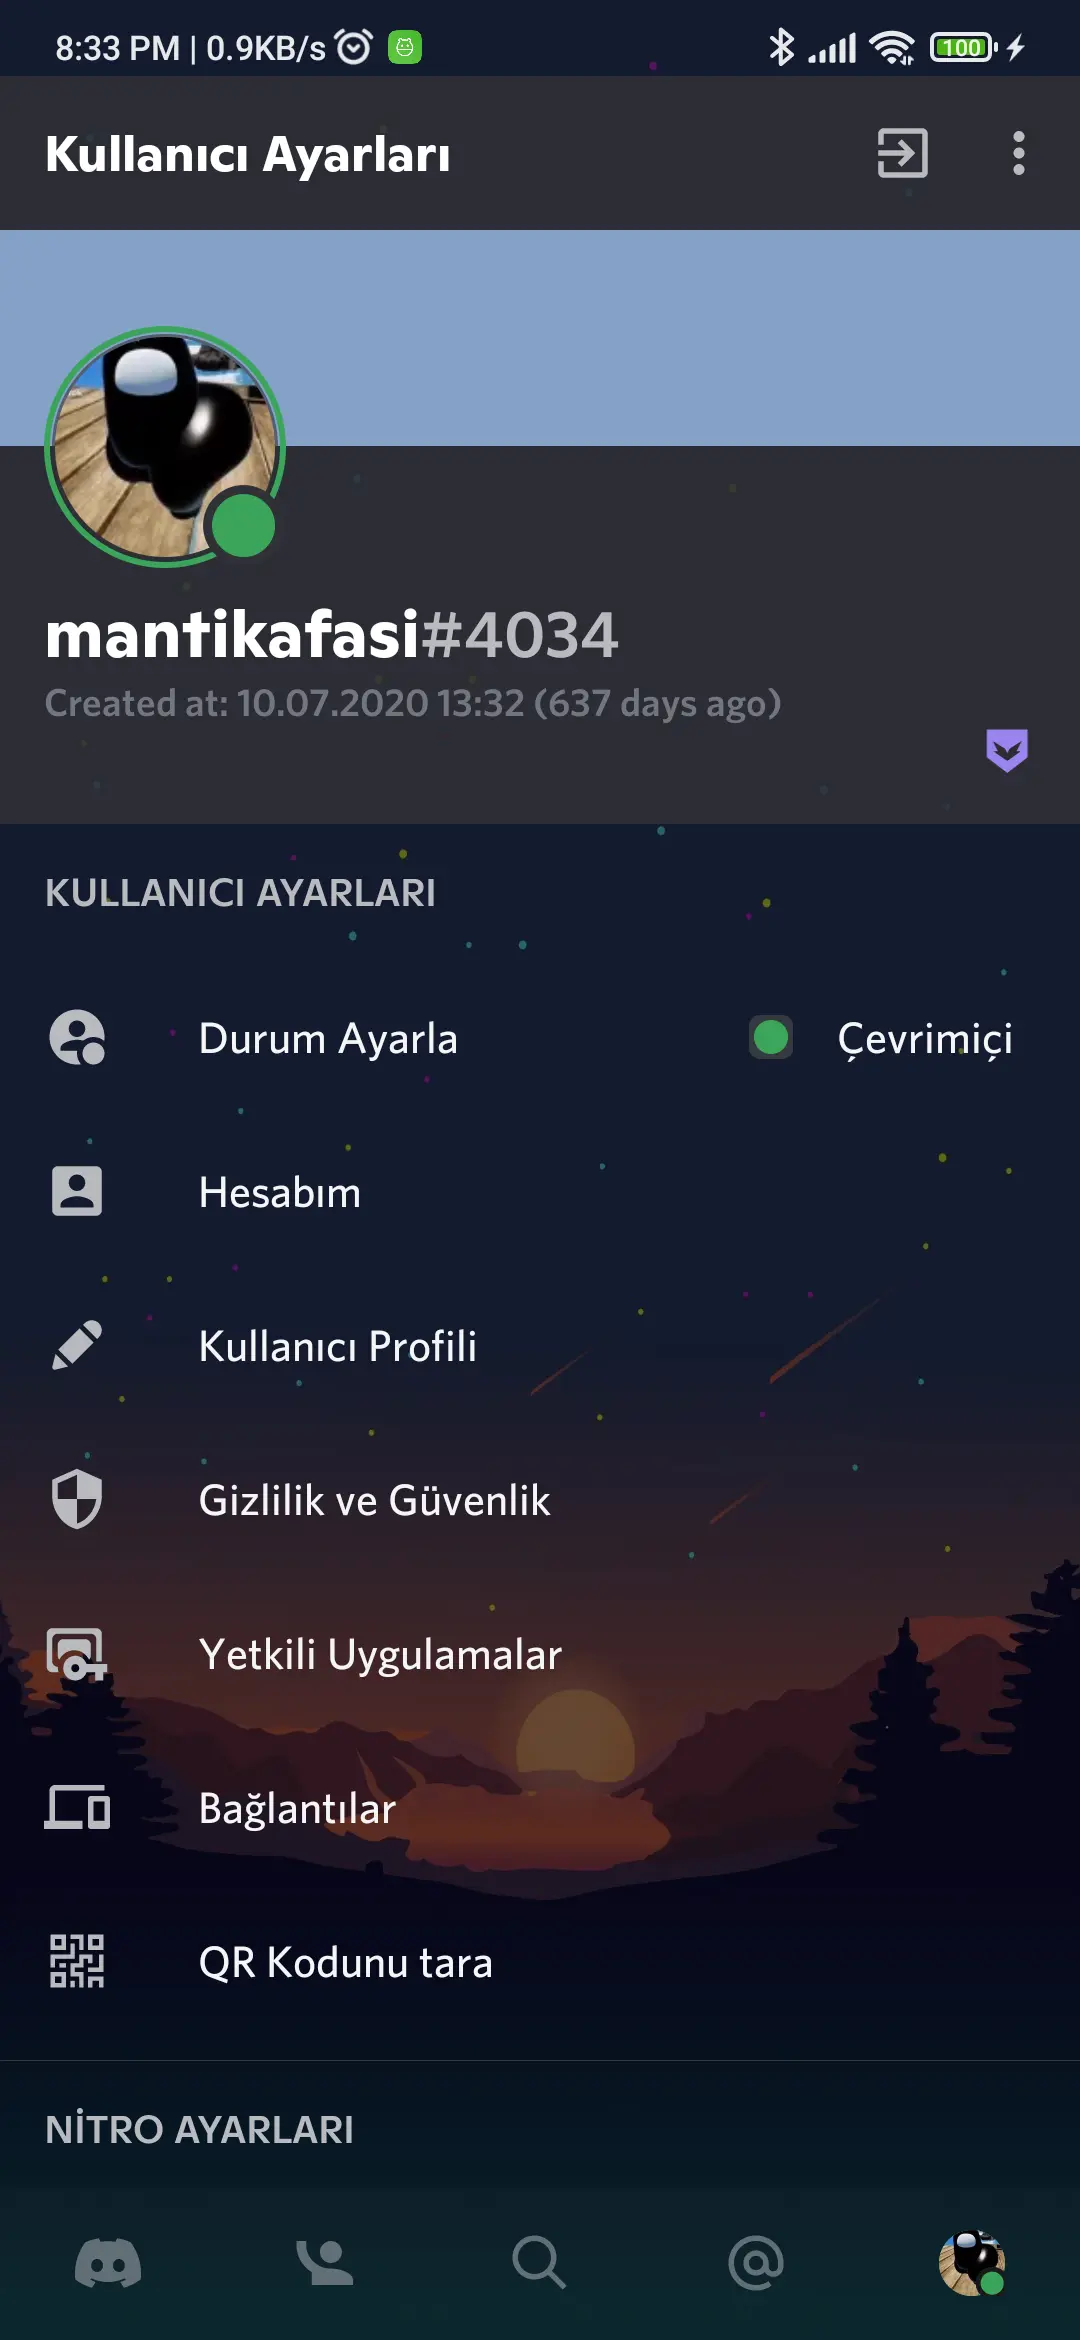 8:33 PM | 0.9KB/s
100
Kullanıcı Ayarları
mantikafasi#4034
Created at: 10.07.2020 13:32 (637 days ago)
KULLANICI AYARLARI
Durum Ayarla
Çevrimiçi
Hesabım
Kullanıcı Profili
Gizlilik ve Güvenlik
Yetkili Uygulamalar
Bağlantılar
QR Kodunu tara
NİTRO AYARLARI